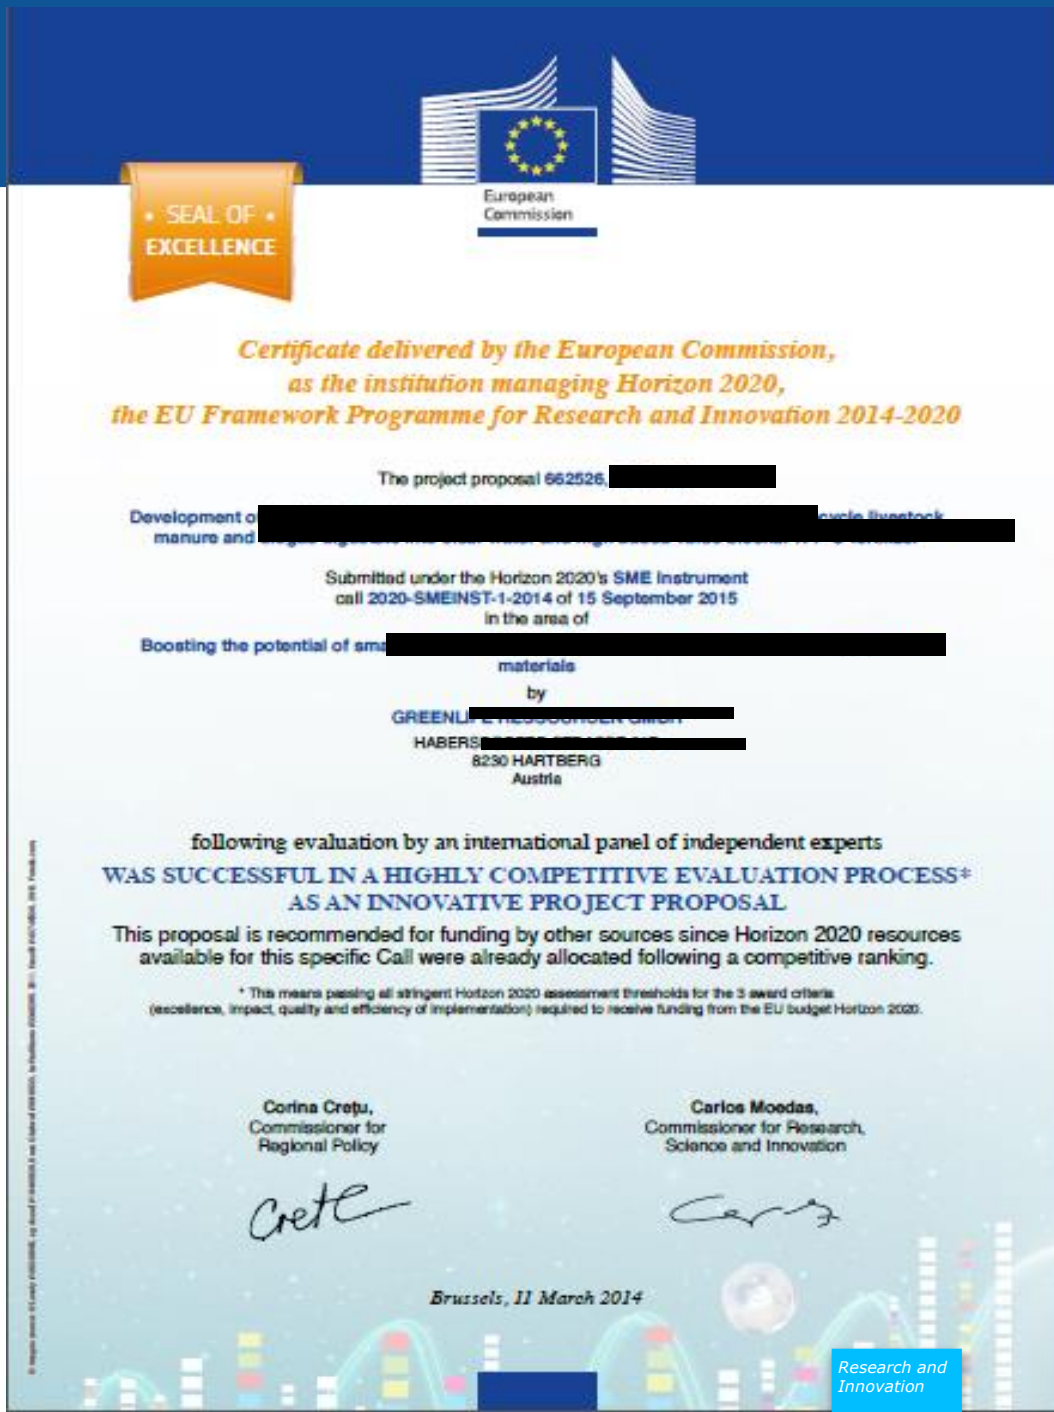 European
Commission
• SEAL OF •
EXCELLENCE
Certificate delivered by the European Commission,
as the institution managing Horizon 2020,
the EU Framework Programme for Research and Innovation 2014-2020
The project proposal 662526,
Development of
cycle livestock
manure and
Submitted under the Horizon 2020's SME Instrument
call 2020-SMEINST-1-2014 of 15 September 2015
in the area of
Boosting the potential of sma
materials
by
GREENLI
HABERS
8230 HARTBERG
Austria
following evaluation by an international panel of independent experts
WAS SUCCESSFUL IN A HIGHLY COMPETITIVE EVALUATION PROCESS*
AS AN INNOVATIVE PROJECT PROPOSAL
This proposal is recommended for funding by other sources since Horizon 2020 resources
available for this specific Call were already allocated following a competitive ranking.
* This means passing all stringent Horizon 2020 assessment thresholds for the 3 award criteria
(excellence, impact, quality and efficiency of implementation) required to receive funding from the EU budget Horizon 2020.
Corina Crețu,
Commissioner for
Regional Policy
Carlos Moedas,
Commissioner for Research,
Science and Innovation
Brussels, 11 March 2014
Research and
Innovation